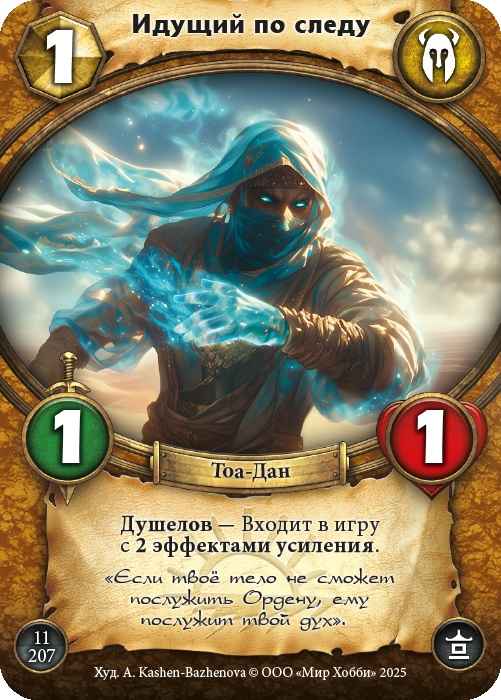 Идущий по следу
1
1
1
Тоа-Дан
Душелов — Входит в игру
с 2 эффектами усиления.
«Если твоё тело не сможет
послужить Ордену, ему
послужит твой дух».
11
207
Худ. A. Kashen-Bazhenova © ООО «Мир Хобби» 2025